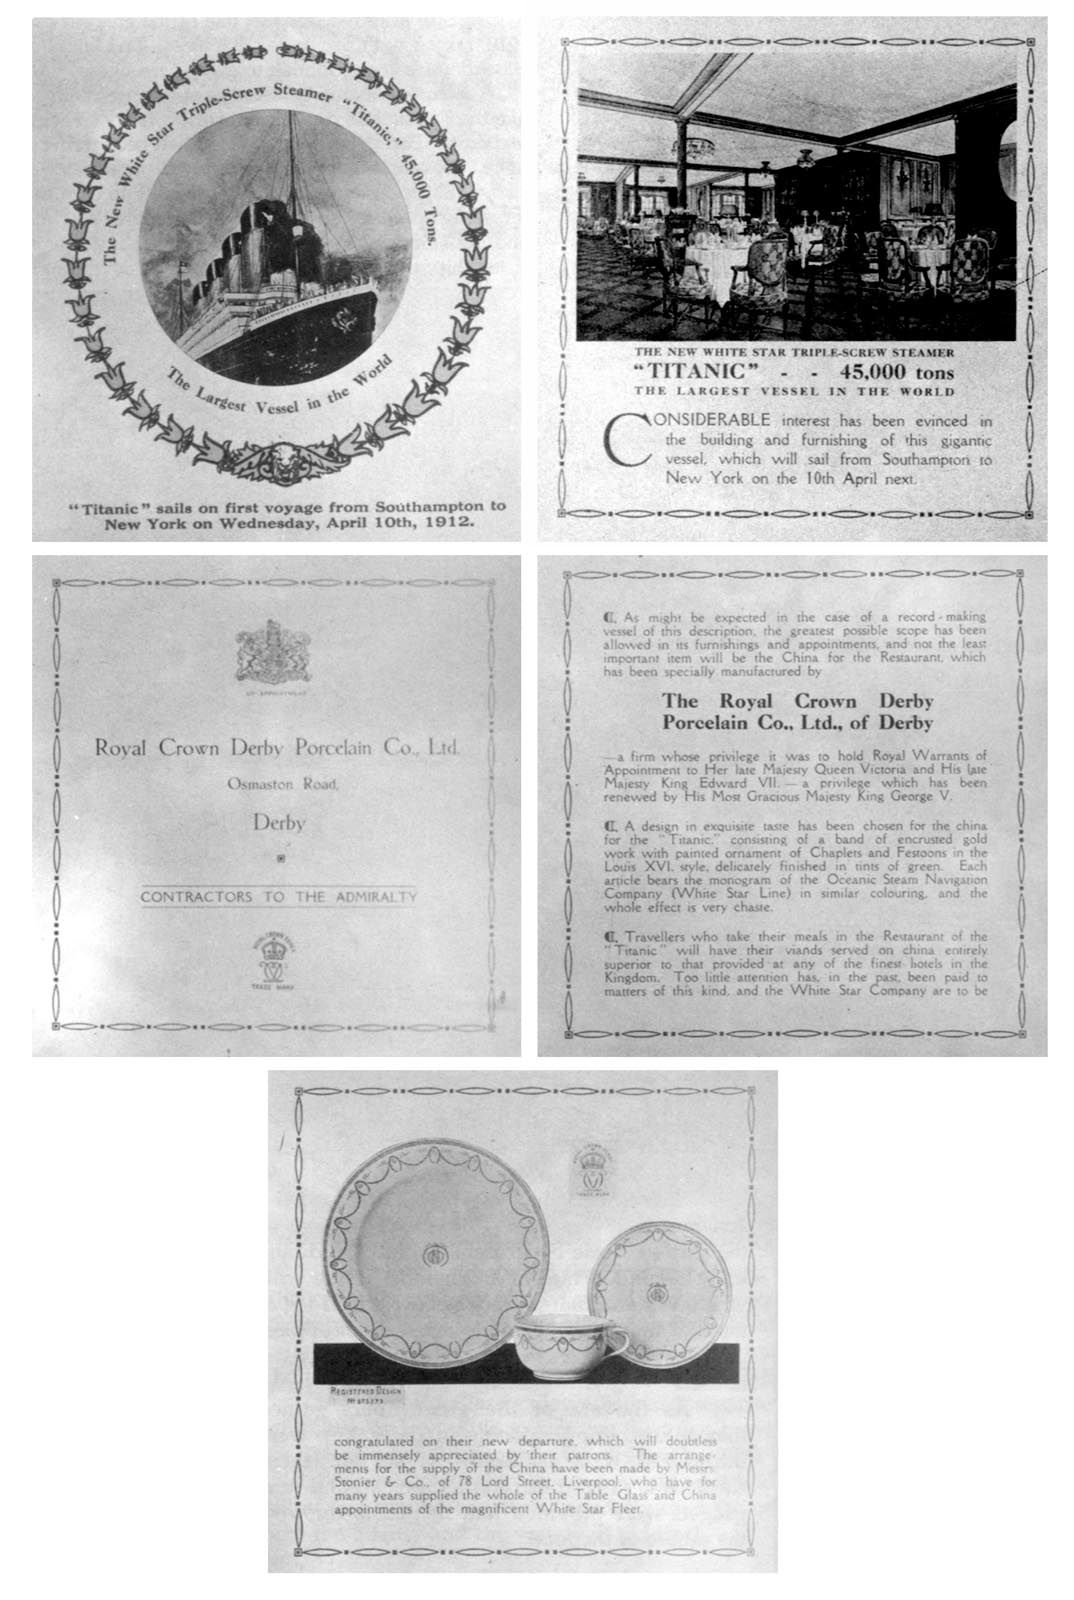 The New White Star Triple-Screw Steamer "Titanic," 45,000 Tons.
The Largest Vessel in the World
"Titanic" sails on first voyage from Southampton to
New York on Wednesday, April 10th, 1912.
THE NEW WHITE STAR TRIPLE-SCREW STEAMER
"TITANIC" - - 45,000 tons
THE LARGEST VESSEL IN THE WORLD
CONSIDERABLE interest has been evinced in
the building and furnishing of this gigantic
vessel, which will sail from Southampton to
New York on the 10th April next.
BY APPOINTMENT
Royal Crown Derby Porcelain Co., Ltd.
Osmaston Road,
Derby
CONTRACTORS TO THE ADMIRALTY
ROYAL CROWN DERBY
TRADE MARK
¶ As might be expected in the case of a record-making
vessel of this description, the greatest possible scope has been
allowed in its furnishings and appointments, and not the least
important item will be the China for the Restaurant, which
has been specially manufactured by
The Royal Crown Derby
Porcelain Co., Ltd., of Derby
—a firm whose privilege it was to hold Royal Warrants of
Appointment to Her late Majesty Queen Victoria and His late
Majesty King Edward VII.—a privilege which has been
renewed by His Most Gracious Majesty King George V.
¶ A design in exquisite taste has been chosen for the china
for the "Titanic," consisting of a band of encrusted gold
work with painted ornament of Chaplets and Festoons in the
Louis XVI. style, delicately finished in tints of green. Each
article bears the monogram of the Oceanic Steam Navigation
Company (White Star Line) in similar colouring, and the
whole effect is very chaste.
¶ Travellers who take their meals in the Restaurant of the
"Titanic" will have their viands served on china entirely
superior to that provided at any of the finest hotels in the
Kingdom. Too little attention has, in the past, been paid to
matters of this kind, and the White Star Company are to be
TRADE MARK
REGISTERED DESIGN
congratulated on their new departure, which will doubtless
be immensely appreciated by their patrons. The arrange-
ments for the supply of the China have been made by Messrs.
Stonier & Co., of 78 Lord Street, Liverpool, who have for
many years supplied the whole of the Table Glass and China
appointments of the magnificent White Star Fleet.